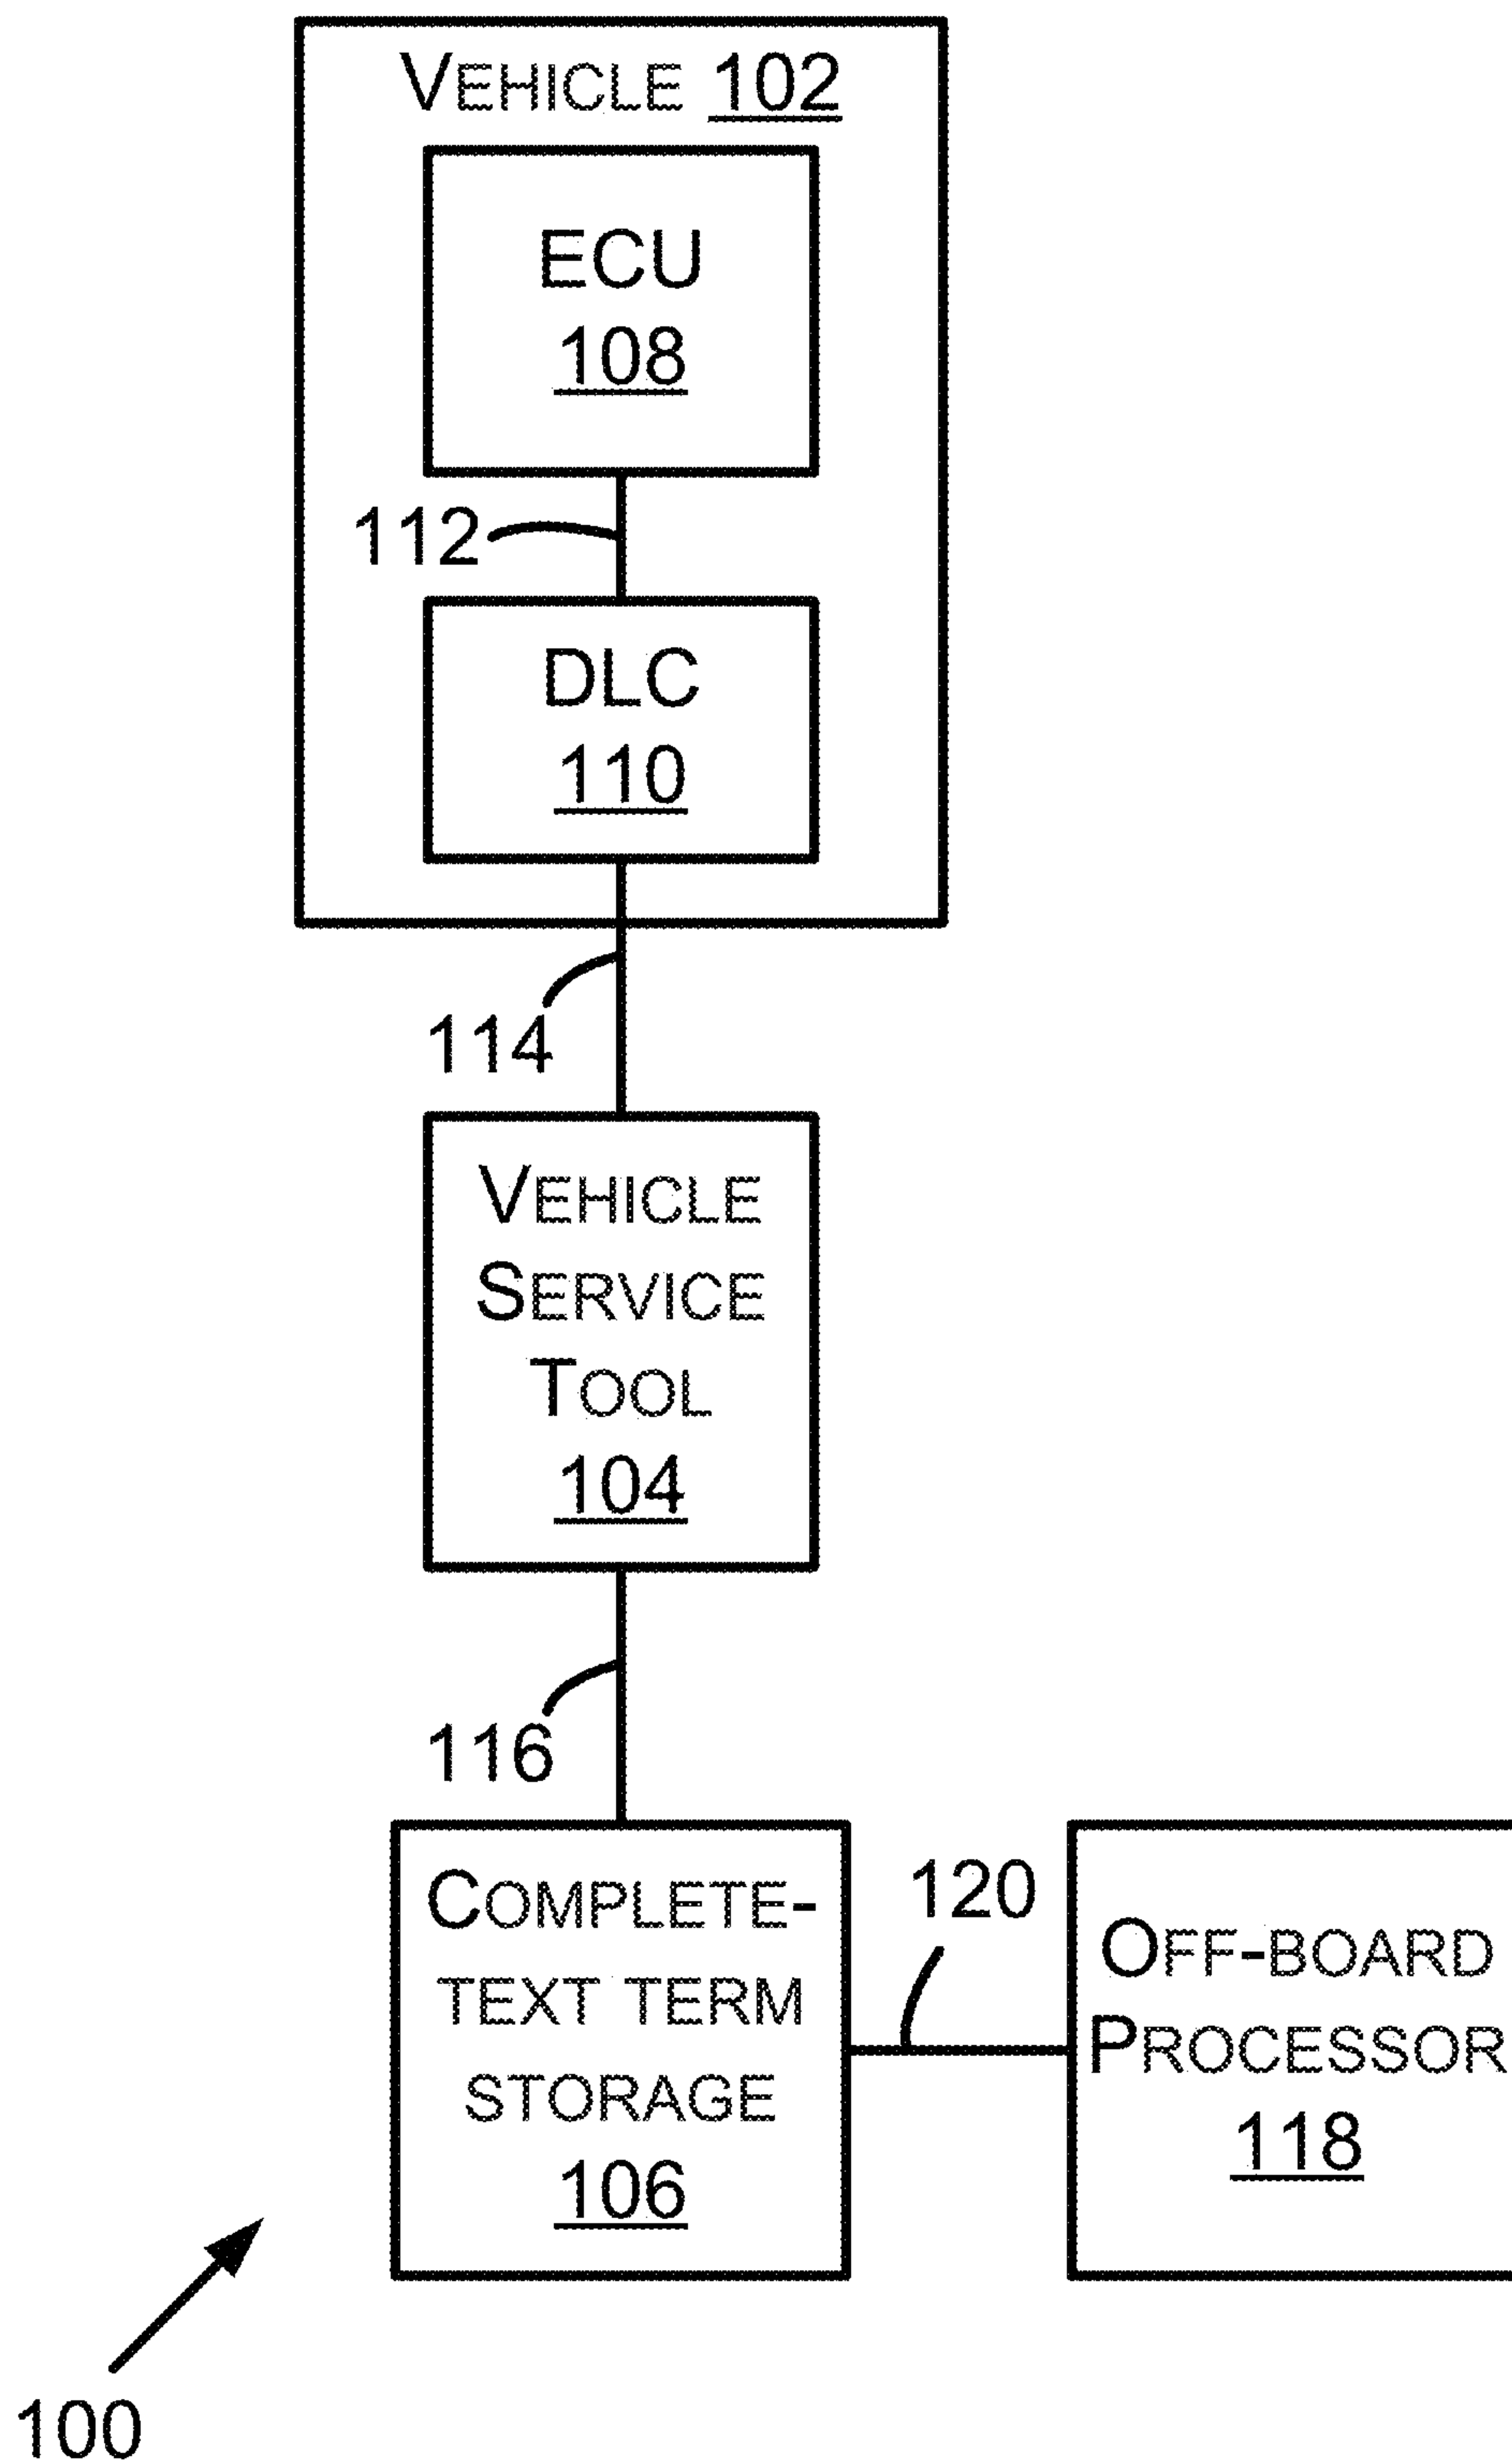 VEHICLE 102
ECU
108
112
DLC
110
114
VEHICLE
SERVICE
TOOL
104
116
COMPLETE-
TEXT TERM
STORAGE
106
120
OFF-BOARD
PROCESSOR
118
100